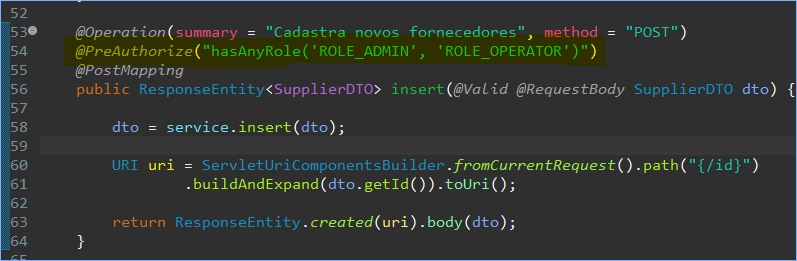 52
53 @Operation(summary = "Cadastra novos fornecedores", method = "POST")
54 @PreAuthorize("hasAnyRole('ROLE_ADMIN', 'ROLE_OPERATOR')")
55 @PostMapping
56 public ResponseEntity<SupplierDTO> insert(@Valid @RequestBody SupplierDTO dto) {
57
58 dto = service.insert(dto);
59
60 URI uri = ServletUriComponentsBuilder.fromCurrentRequest().path("{/id}")
61 .buildAndExpand(dto.getId()).toUri();
62
63 return ResponseEntity.created(uri).body(dto);
64 }
65